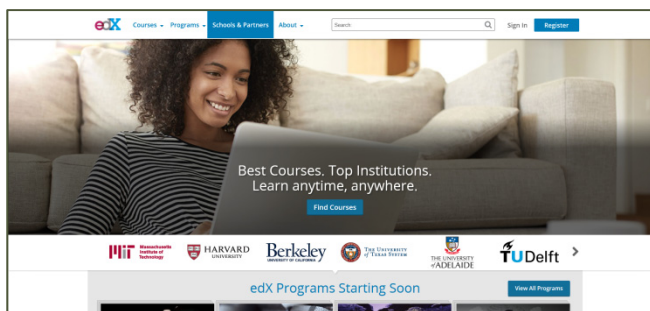 edX Courses Programs Schools & Partners About Search Sign In Register
Best Courses. Top Institutions.
Learn anytime, anywhere.
Find Courses
MIT Massachusetts Institute of Technology
HARVARD
UNIVERSITY
Berkeley
UNIVERSITY OF CALIFORNIA
THE UNIVERSITY
of TEXAS SYSTEM
THE UNIVERSITY
of ADELAIDE
TUDelft
edX Programs Starting Soon
View All Programs